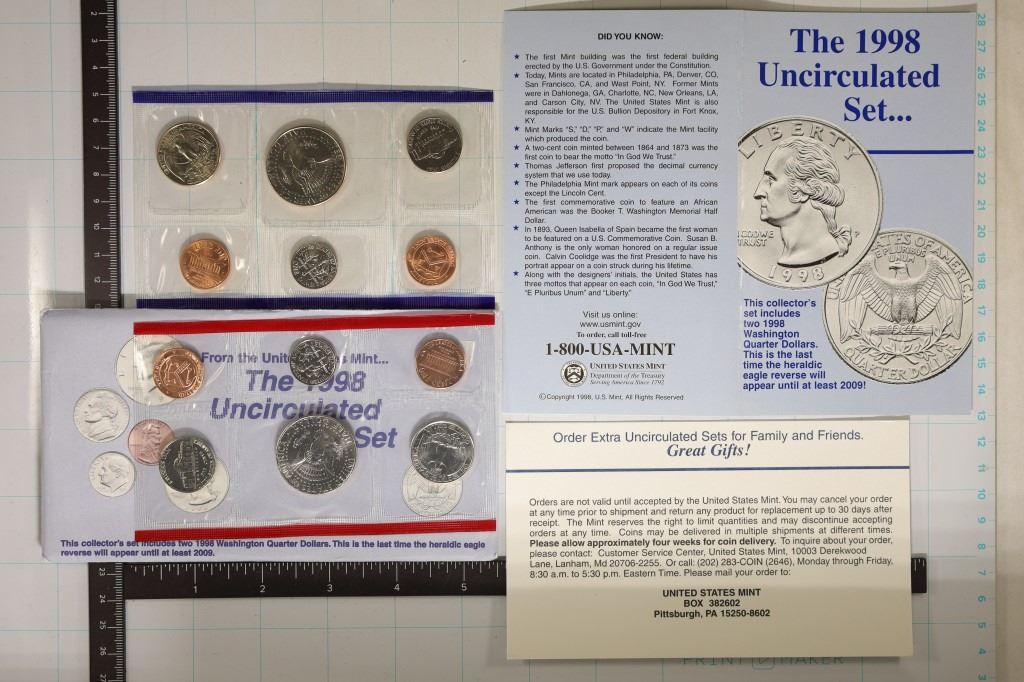 DID YOU KNOW:
★ The first Mint building was the first federal building
erected by the U.S. Government under the Constitution.
★ Today, Mints are located in Philadelphia, PA, Denver, CO,
San Francisco, CA, and West Point, NY. Former Mints
were in Dahlonega, GA, Charlotte, NC, New Orleans, LA,
and Carson City, NV. The United States Mint is also
responsible for the U.S. Bullion Depository in Fort Knox,
KY.
★ Mint Marks "S," "D," "P," and "W" indicate the Mint facility
which produced the coin.
★ A two-cent coin minted between 1864 and 1873 was the
first coin to bear the motto "In God We Trust."
★ Thomas Jefferson first proposed the decimal currency
system that we use today.
★ The Philadelphia Mint mark appears on each of its coins
except the Lincoln Cent.
★ The first commemorative coin to feature an African
American was the Booker T. Washington Memorial Half
Dollar.
★ In 1893, Queen Isabella of Spain became the first woman
to be featured on a U.S. Commemorative Coin. Susan B.
Anthony is the only woman honored on a regular issue
coin. Calvin Coolidge was the first President to have his
portrait appear on a coin struck during his lifetime.
★ Along with the designers' initials, the United States has
three mottos that appear on each coin, "In God We Trust,"
"E Pluribus Unum" and "Liberty."
Visit us online:
www.usmint.gov
To order, call toll-free
1-800-USA-MINT
UNITED STATES MINT
Department of the Treasury
Serving America Since 1792
©Copyright 1998, U.S. Mint, All Rights Reserved
The 1998
Uncirculated
Set...
LIBERTY
IN GOD WE
TRUST
P
1998
STATES OF AMERICA
E PLURIBUS
UNUM
QUARTER DOLLAR
This collector's
set includes
two 1998
Washington
Quarter Dollars.
This is the last
time the heraldic
eagle reverse will
appear until at least 2009!
From the United ... Mint...
The 1998
Uncirculated
Set
This collector's set includes two 1998 Washington Quarter Dollars. This is the last time the heraldic eagle
reverse will appear until at least 2009.
Order Extra Uncirculated Sets for Family and Friends.
Great Gifts!
Orders are not valid until accepted by the United States Mint. You may cancel your order
at any time prior to shipment and return any product for replacement up to 30 days after
receipt. The Mint reserves the right to limit quantities and may discontinue accepting
orders at any time. Coins may be delivered in multiple shipments at different times.
Please allow approximately four weeks for coin delivery. To inquire about your order,
please contact: Customer Service Center, United States Mint, 10003 Derekwood
Lane, Lanham, Md 20706-2255. Or call: (202) 283-COIN (2646), Monday through Friday,
8:30 a.m. to 5:30 p.m. Eastern Time. Please mail your order to:
UNITED STATES MINT
BOX 382602
Pittsburgh, PA 15250-8602
1 2 3 4 5
PRINT MAKER